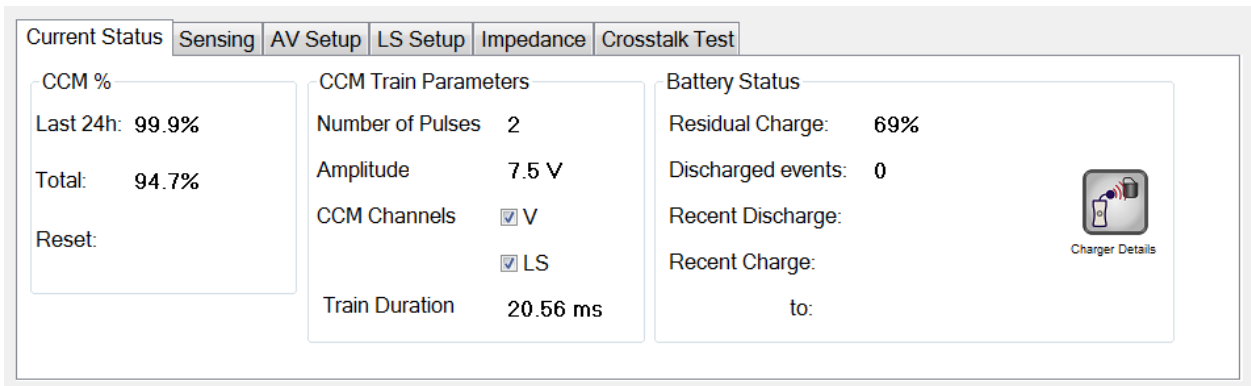 Current Status Sensing AV Setup LS Setup Impedance Crosstalk Test
CCM %
Last 24h: 99.9%
Total: 94.7%
Reset:
CCM Train Parameters
Number of Pulses 2
Amplitude 7.5 V
CCM Channels V
LS
Train Duration 20.56 ms
Battery Status
Residual Charge: 69%
Discharged events: 0
Recent Discharge:
Recent Charge:
to:
Charger Details